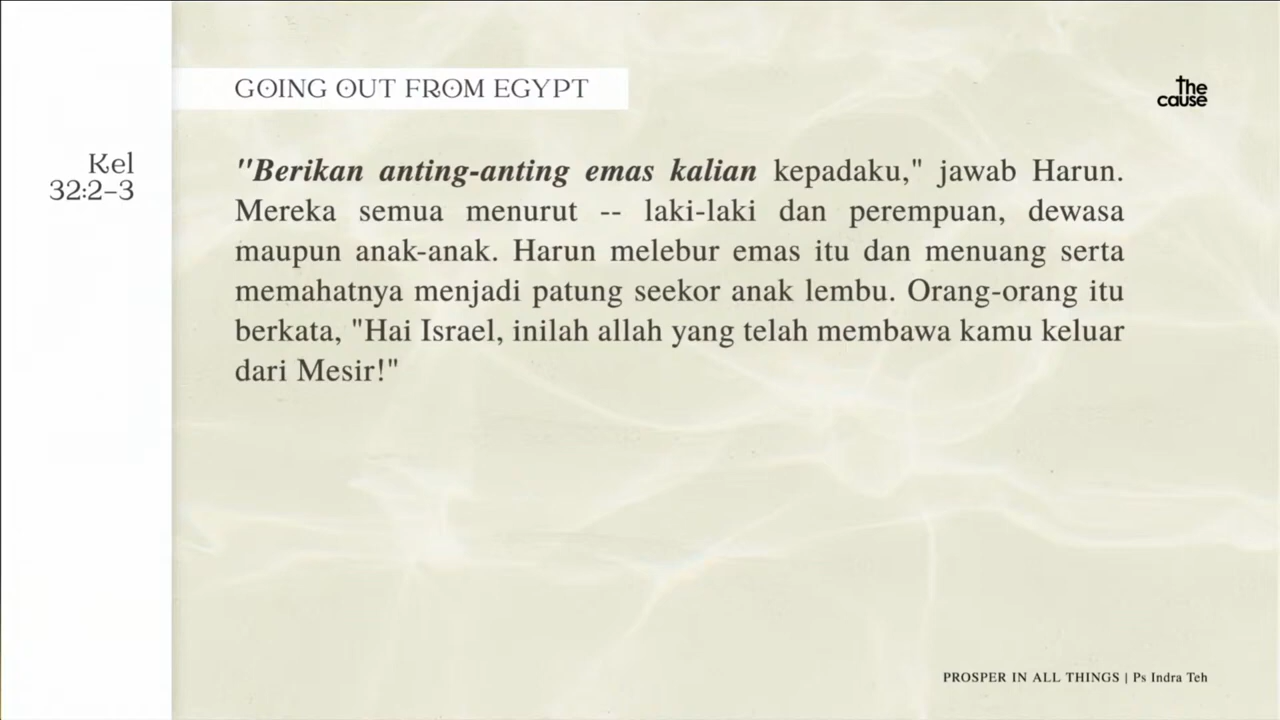 GOING OUT FROM EGYPT
the
cause
Kel
32:2–3
"Berikan anting-anting emas kalian kepadaku," jawab Harun.
Mereka semua menurut -- laki-laki dan perempuan, dewasa
maupun anak-anak. Harun melebur emas itu dan menuang serta
memahatnya menjadi patung seekor anak lembu. Orang-orang itu
berkata, "Hai Israel, inilah allah yang telah membawa kamu keluar
dari Mesir!"
PROSPER IN ALL THINGS | Ps Indra Teh